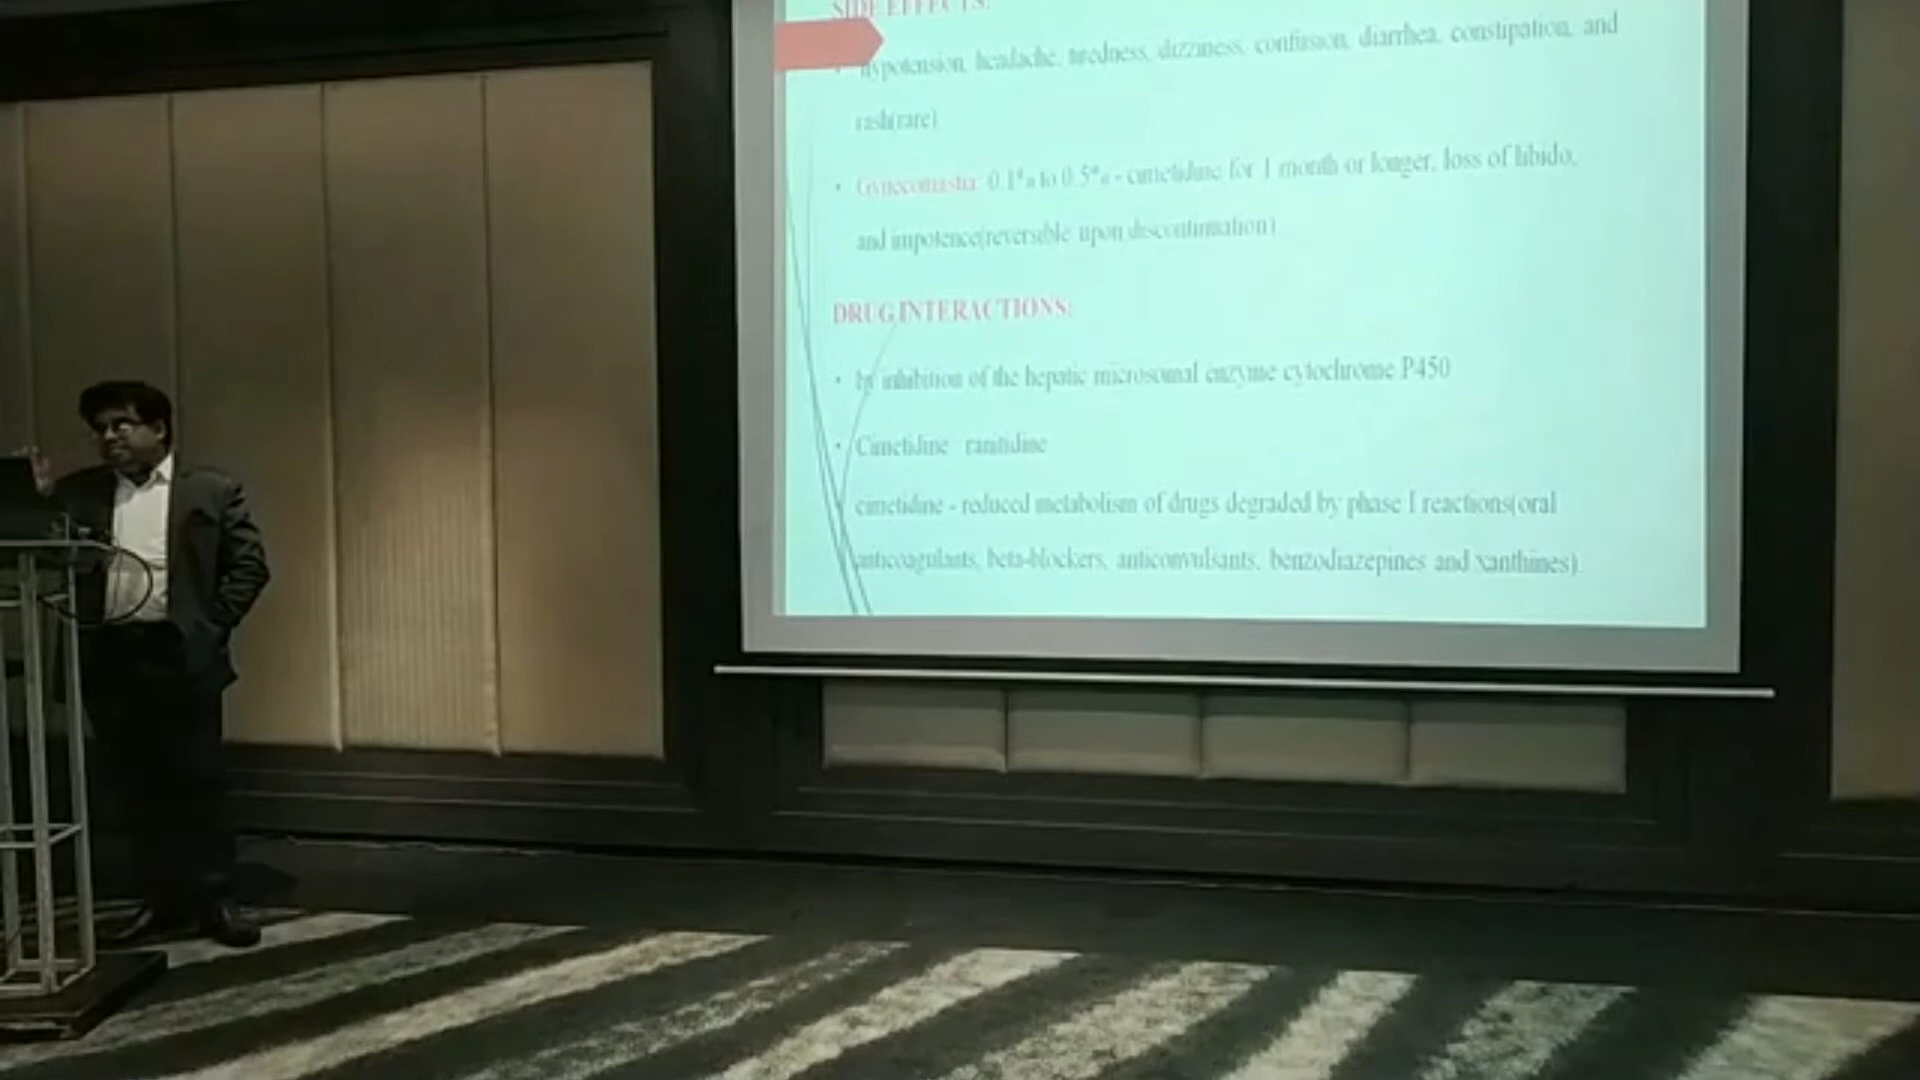 SIDE EFFECTS:
• hypotension, headache, tiredness, dizziness, confusion, diarrhea, constipation, and
rash(rare)
• Gynecomastia: 0.1% to 0.5% - cimetidine for 1 month or longer, loss of libido,
and impotence(reversible upon discontinuation)
DRUG INTERACTIONS:
• by inhibition of the hepatic microsomal enzyme cytochrome P450
• Cimetidine ranitidine
cimetidine - reduced metabolism of drugs degraded by phase I reactions(oral
anticoagulants, beta-blockers, anticonvulsants, benzodiazepines and xanthines)